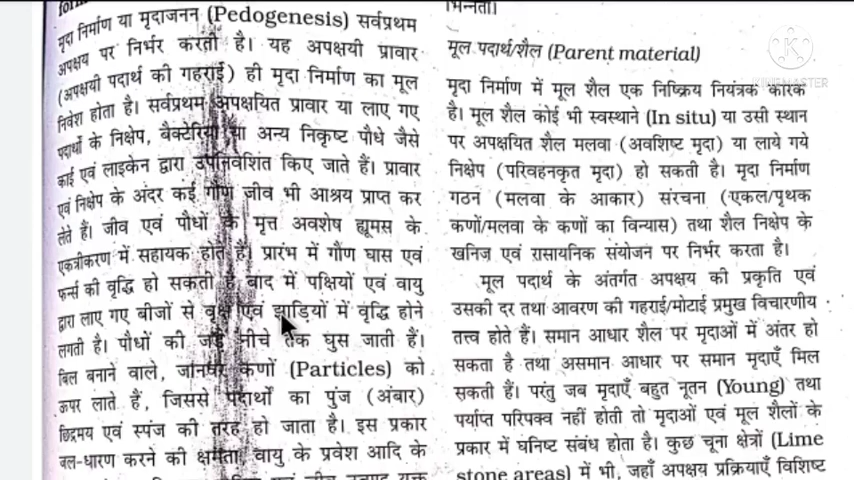 मृदा निर्माण या मृदाजनन (Pedogenesis) सर्वप्रथम
अपक्षय पर निर्भर करती है। यह अपक्षयी प्रावार
(अपक्षयी पदार्थ की गहराई) ही मृदा निर्माण का मूल
निवेश होता है। सर्वप्रथम अपक्षयित प्रावार या लाए गए
पदार्थों के निक्षेप, बैक्टेरिया या अन्य निकृष्ट पौधे जैसे
काई एवं लाइकेन द्वारा उपनिवेशित किए जाते हैं। प्रावार
एवं निक्षेप के अंदर कई गौण जीव भी आश्रय प्राप्त कर
लेते हैं। जीव एवं पौधों के मृत्त अवशेष ह्यूमस के
एकत्रीकरण में सहायक होते हैं। प्रारंभ में गौण घास एवं
फर्न्स की वृद्धि हो सकती है बाद में पक्षियों एवं वायु
द्वारा लाए गए बीजों से वृक्ष एवं झाड़ियों में वृद्धि होने
लगती है। पौधों की जड़ें नीचे तक घुस जाती हैं।
बिल बनाने वाले, जानवर कणों (Particles) को
ऊपर लाते हैं, जिससे पदार्थों का पुंज (अंबार)
छिद्रमय एवं स्पंज की तरह हो जाता है। इस प्रकार
बल-धारण करने की क्षमता, वायु के प्रवेश आदि के
भिन्नता।
मूल पदार्थ/शैल (Parent material)
मृदा निर्माण में मूल शैल एक निष्क्रिय नियंत्रक कारक
है। मूल शैल कोई भी स्वस्थाने (In situ) या उसी स्थान
पर अपक्षयित शैल मलवा (अवशिष्ट मृदा) या लाये गये
निक्षेप (परिवहनकृत मृदा) हो सकती है। मृदा निर्माण
गठन (मलवा के आकार) संरचना (एकल/पृथक
कणों/मलवा के कणों का विन्यास) तथा शैल निक्षेप के
खनिज एवं रासायनिक संयोजन पर निर्भर करता है।
मूल पदार्थ के अंतर्गत अपक्षय की प्रकृति एवं
उसकी दर तथा आवरण की गहराई/मोटाई प्रमुख विचारणीय
तत्त्व होते हैं। समान आधार शैल पर मृदाओं में अंतर हो
सकता है तथा असमान आधार पर समान मृदाएँ मिल
सकती हैं। परंतु जब मृदाएँ बहुत नूतन (Young) तथा
पर्याप्त परिपक्व नहीं होती तो मृदाओं एवं मूल शैलों के
प्रकार में घनिष्ट संबंध होता है। कुछ चूना क्षेत्रों (Lime
stone areas) में भी, जहाँ अपक्षय प्रक्रियाएँ विशिष्ट
KINEMASTER